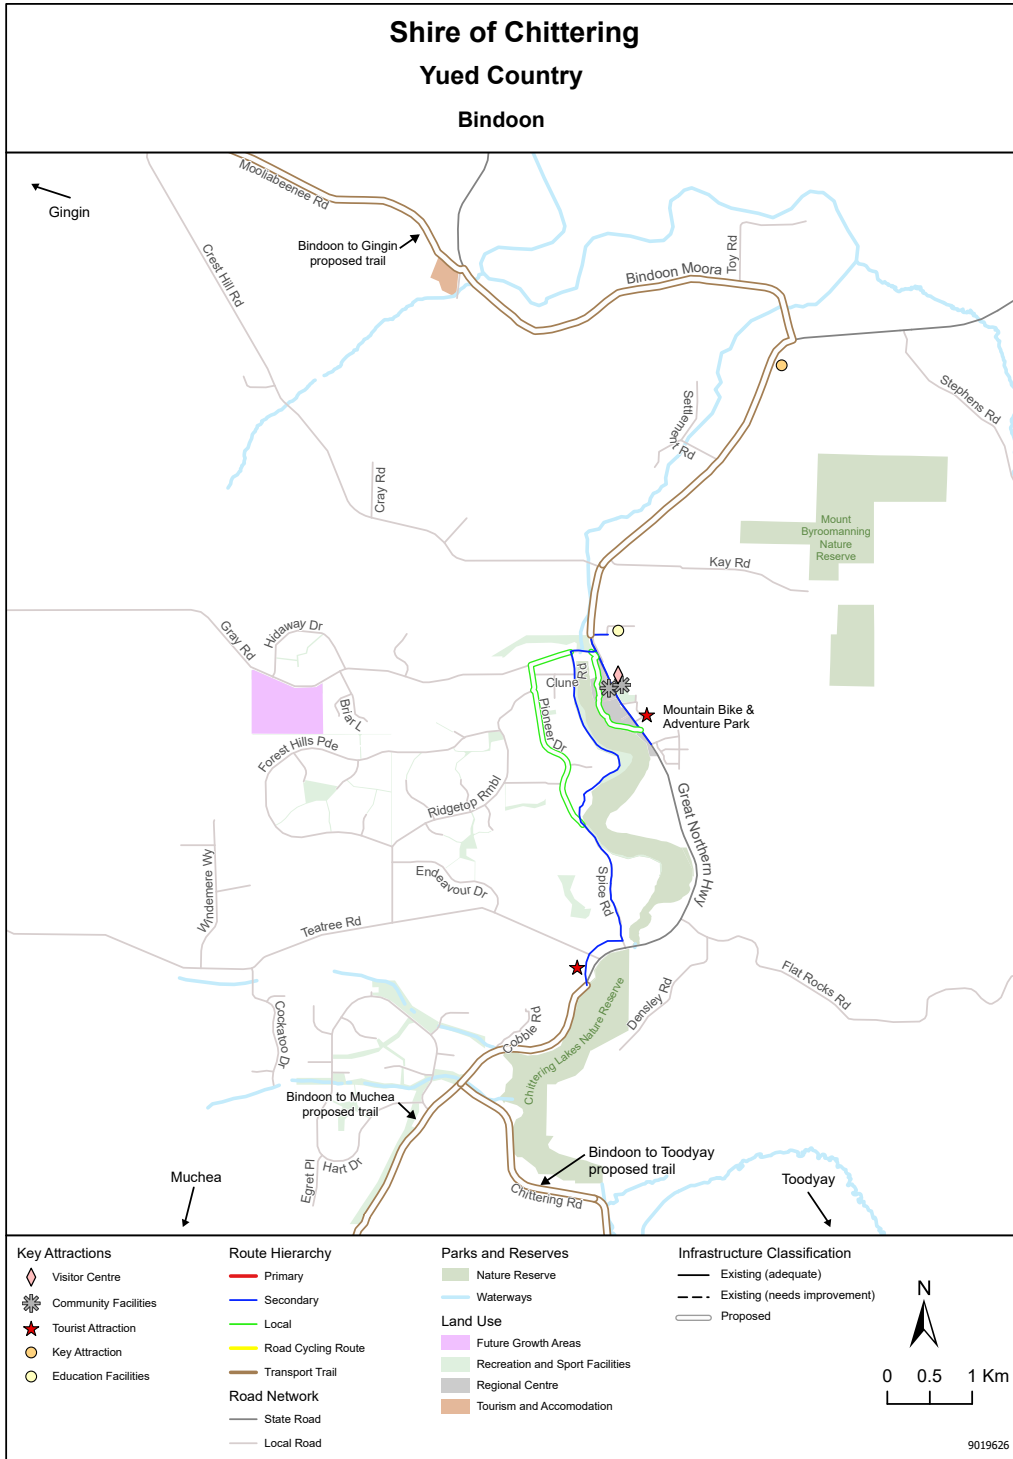 Shire of Chittering
Yued Country
Bindoon
Gingin
Mooliabeenee Rd
Bindoon to Gingin
proposed trail
Crest Hill Rd
Bindoon Moora
Toy Rd
Stephens Rd
Settlement Rd
Cray Rd
Mount
Byroomanning
Nature
Reserve
Kay Rd
Gray Rd
Hidaway Dr
Clune
Rd
Briar L
Pioneer Dr
Mountain Bike &
Adventure Park
Forest Hills Pde
Ridgetop Rmbl
Great Northern Hwy
Endeavour Dr
Spice Rd
Windemere Wy
Teatree Rd
Flat Rocks Rd
Densley Rd
Cockatoo Dr
Cobble Rd
Chittering Lakes Nature Reserve
Bindoon to Muchea
proposed trail
Bindoon to Toodyay
proposed trail
Hart Dr
Egret Pl
Chittering Rd
Muchea
Toodyay
Key Attractions
Visitor Centre
Community Facilities
Tourist Attraction
Key Attraction
Education Facilities
Route Hierarchy
Primary
Secondary
Local
Road Cycling Route
Transport Trail
Road Network
State Road
Local Road
Parks and Reserves
Nature Reserve
Waterways
Land Use
Future Growth Areas
Recreation and Sport Facilities
Regional Centre
Tourism and Accomodation
Infrastructure Classification
Existing (adequate)
Existing (needs improvement)
Proposed
N
0 0.5 1 Km
9019626